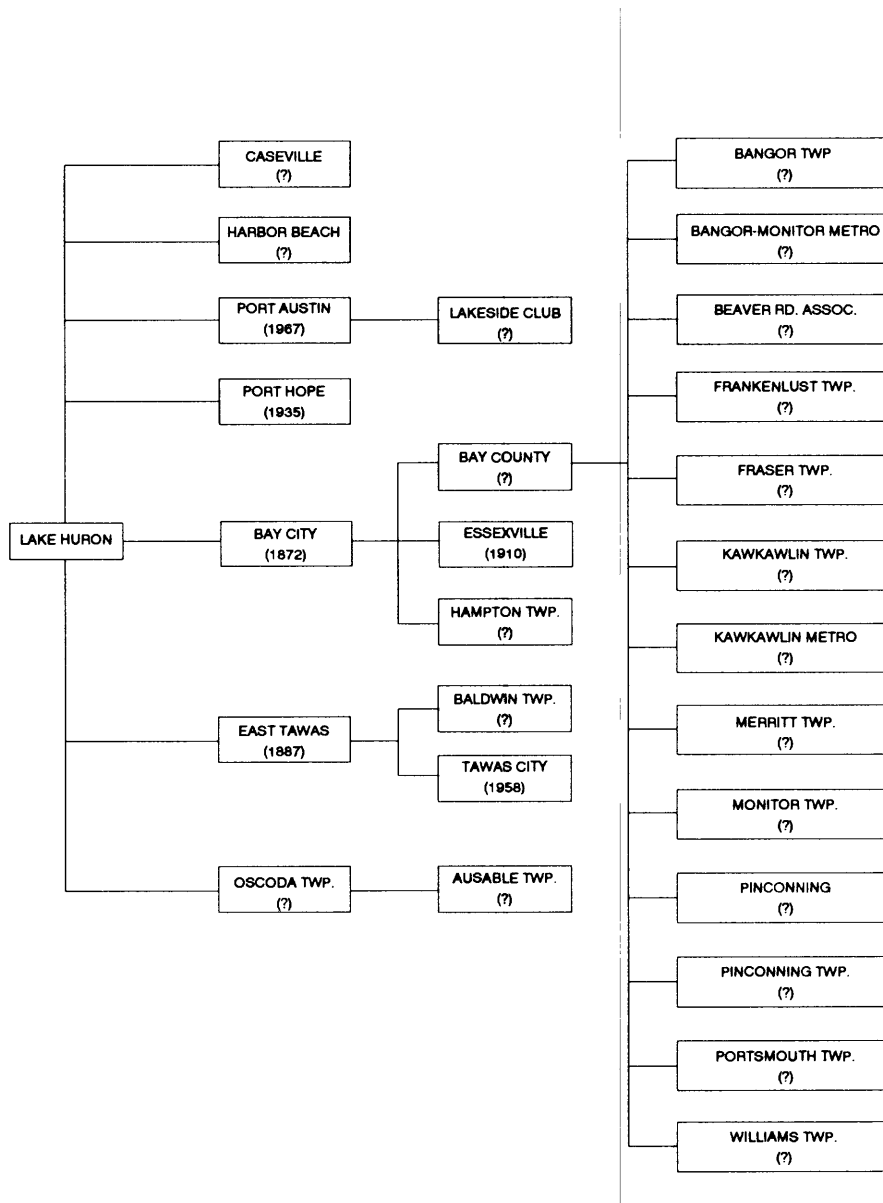 LAKE HURON
CASEVILLE
(?)
HARBOR BEACH
(?)
PORT AUSTIN
(1967)
PORT HOPE
(1935)
BAY CITY
(1872)
EAST TAWAS
(1887)
OSCODA TWP.
(?)
LAKESIDE CLUB
(?)
BAY COUNTY
(?)
ESSEXVILLE
(1910)
HAMPTON TWP.
(?)
BALDWIN TWP.
(?)
TAWAS CITY
(1958)
AUSABLE TWP.
(?)
BANGOR TWP
(?)
BANGOR-MONITOR METRO
(?)
BEAVER RD. ASSOC.
(?)
FRANKENLUST TWP.
(?)
FRASER TWP.
(?)
KAWKAWLIN TWP.
(?)
KAWKAWLIN METRO
(?)
MERRITT TWP.
(?)
MONITOR TWP.
(?)
PINCONNING
(?)
PINCONNING TWP.
(?)
PORTSMOUTH TWP.
(?)
WILLIAMS TWP.
(?)